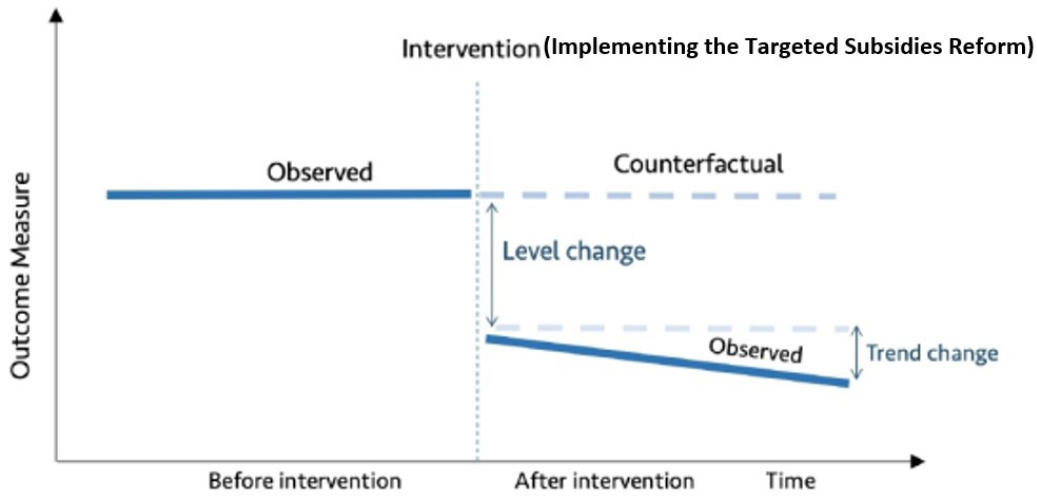 Intervention (Implementing the Targeted Subsidies Reform)
Observed
Counterfactual
Level change
Observed
Trend change
Outcome Measure
Before intervention
After intervention
Time